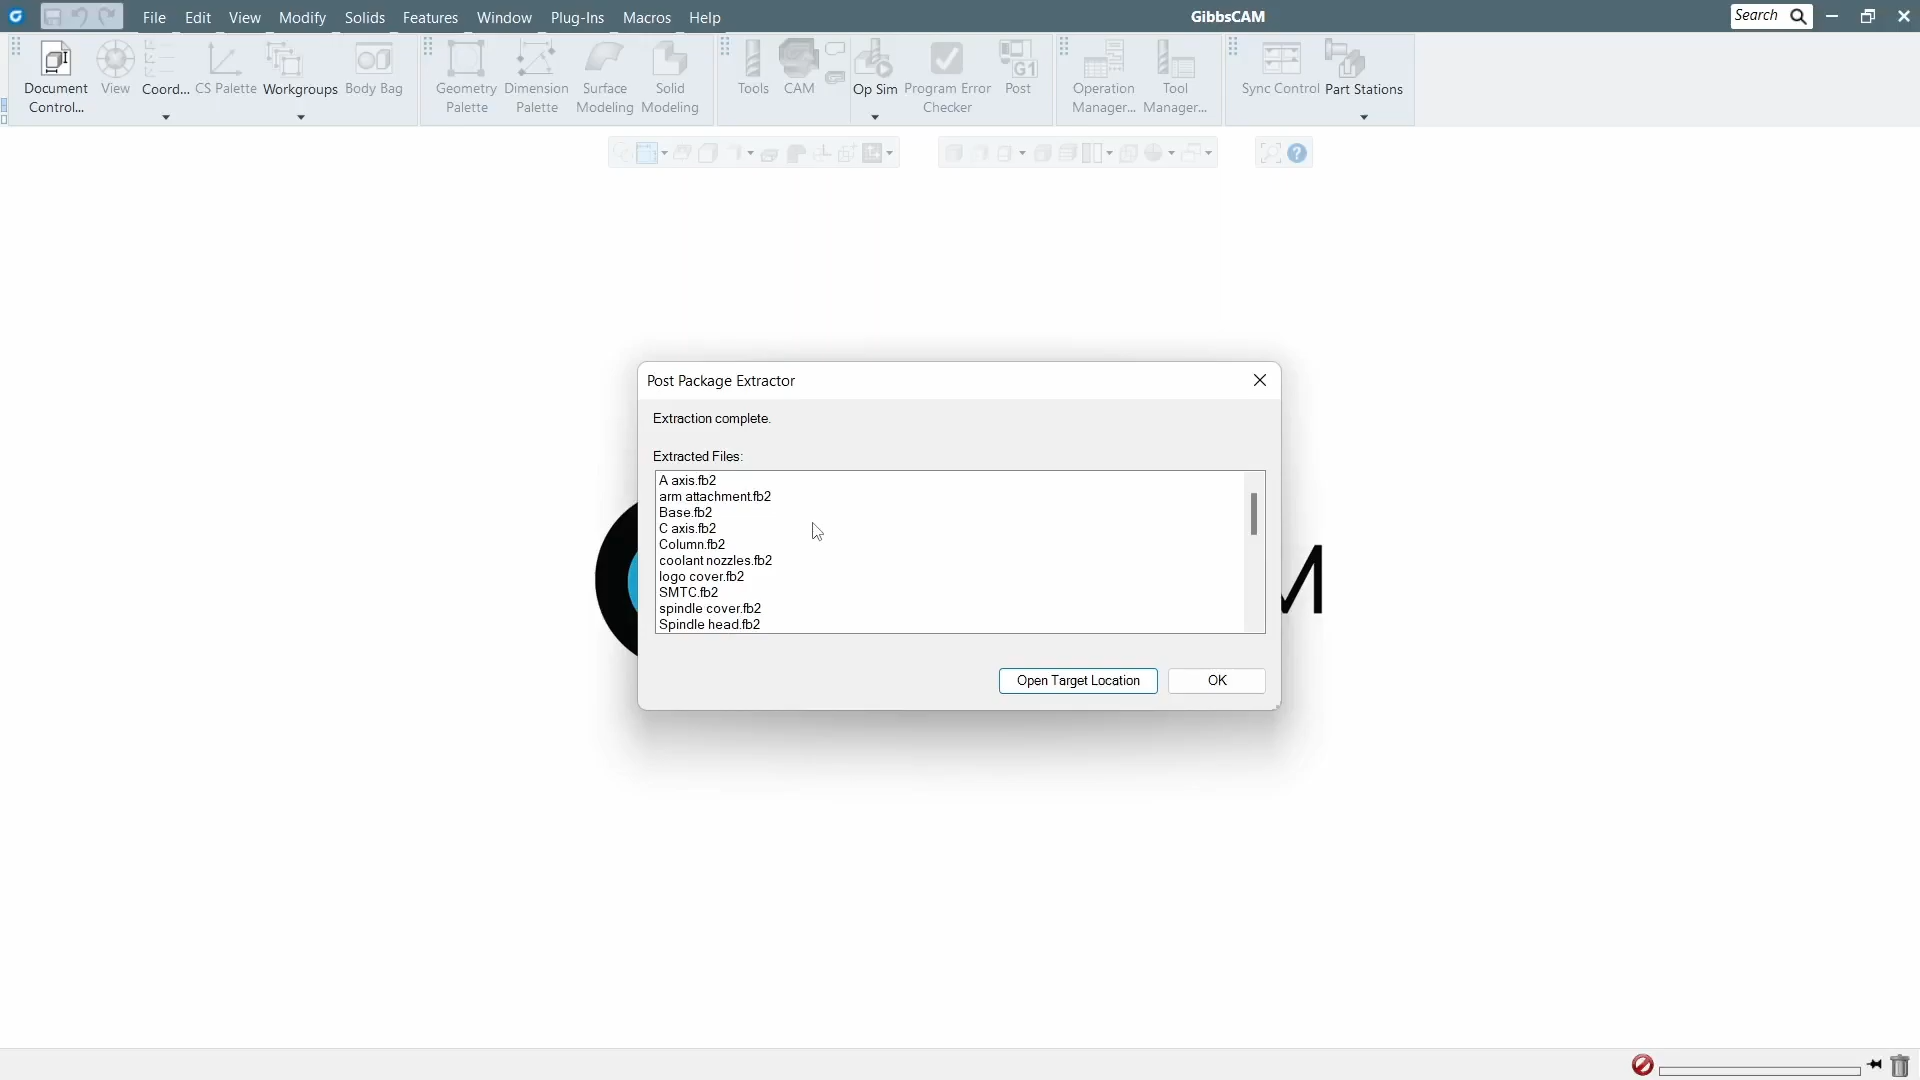 File Edit View Modify Solids Features Window Plug-Ins Macros Help
GibbsCAM
Search
Document Control...
View
Coord...
CS Palette
Workgroups
Body Bag
Geometry Palette
Dimension Palette
Surface Modeling
Solid Modeling
Tools
CAM
Op Sim
Program Error Checker
G1
Post
Operation Manager...
Tool Manager...
Sync Control
Part Stations
Post Package Extractor
Extraction complete.
Extracted Files:
A axis.fb2
arm attachment.fb2
Base.fb2
C axis.fb2
Column.fb2
coolant nozzles.fb2
logo cover.fb2
SMTC.fb2
spindle cover.fb2
Spindle head.fb2
Open Target Location
OK
M